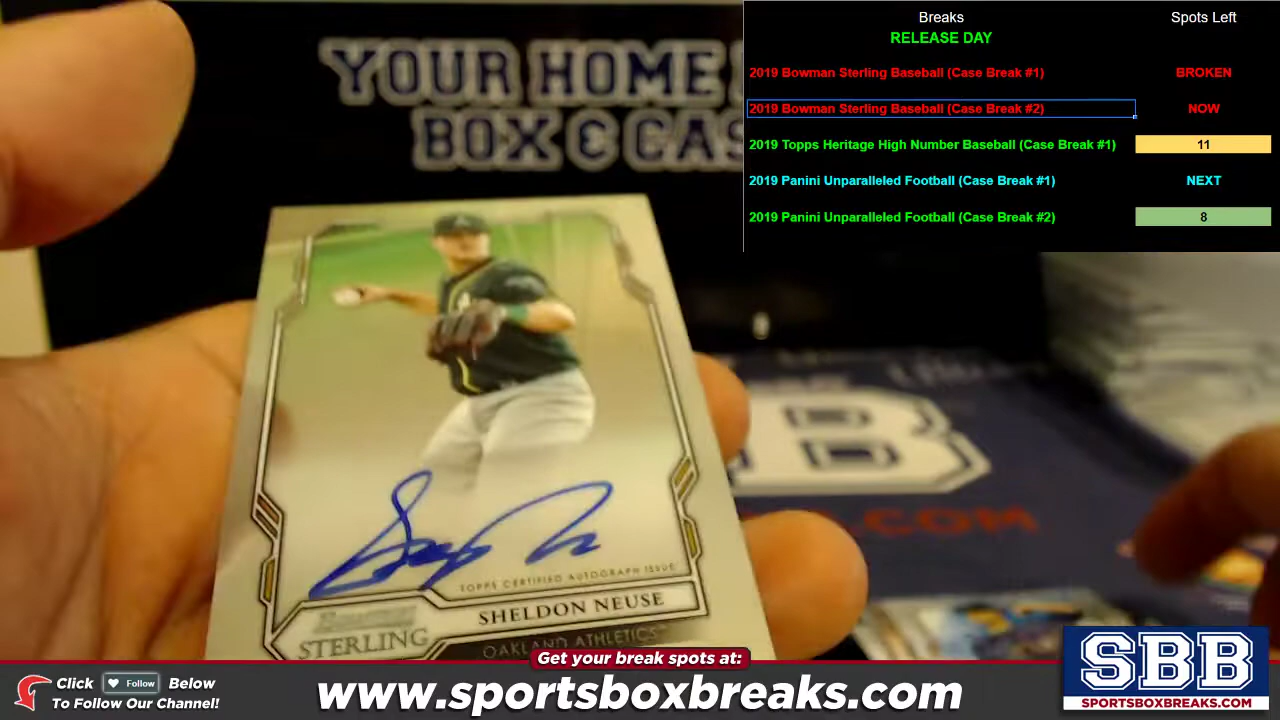 YOUR HOME
BOX & CAS
Breaks Spots Left
RELEASE DAY
2019 Bowman Sterling Baseball (Case Break #1) BROKEN
2019 Bowman Sterling Baseball (Case Break #2) NOW
2019 Topps Heritage High Number Baseball (Case Break #1) 11
2019 Panini Unparalleled Football (Case Break #1) NEXT
2019 Panini Unparalleled Football (Case Break #2) 8
B
.COM
TOPPS CERTIFIED AUTOGRAPH ISSUE
SHELDON NEUSE
STERLING
OAKLAND ATHLETICS
Get your break spots at:
Click Follow Below
To Follow Our Channel!
www.sportsboxbreaks.com
SBB
SPORTSBOXBREAKS.COM